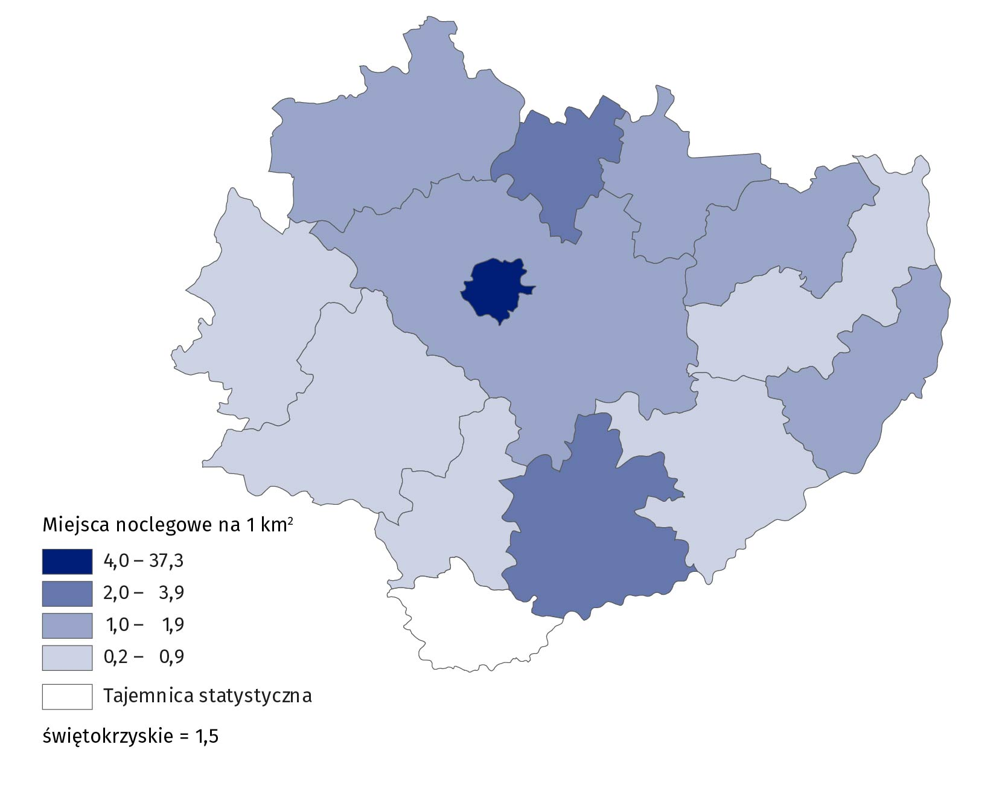 Miejsca noclegowe na 1 km²
4,0 – 37,3
2,0 – 3,9
1,0 – 1,9
0,2 – 0,9
Tajemnica statystyczna
świętokrzyskie = 1,5